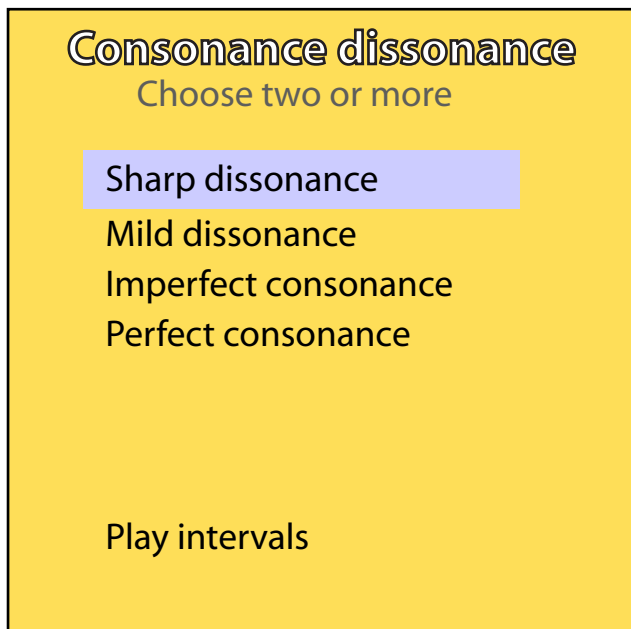 Consonance dissonance
Choose two or more
Sharp dissonance
Mild dissonance
Imperfect consonance
Perfect consonance
Play intervals